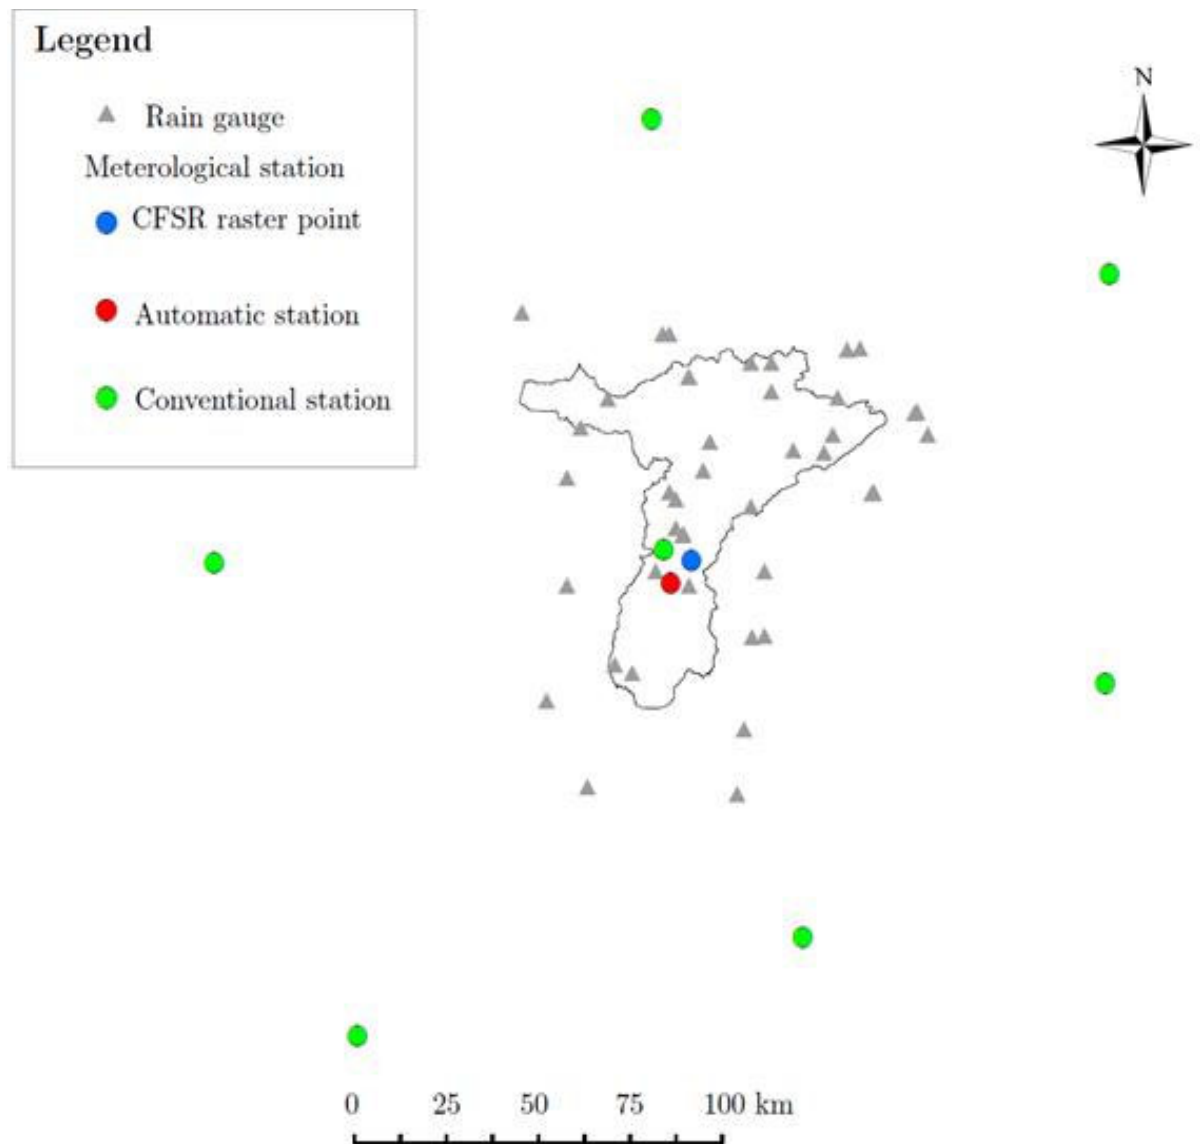 Legend
Rain gauge
Meterological station
CFSR raster point
Automatic station
Conventional station
N
0 25 50 75 100 km